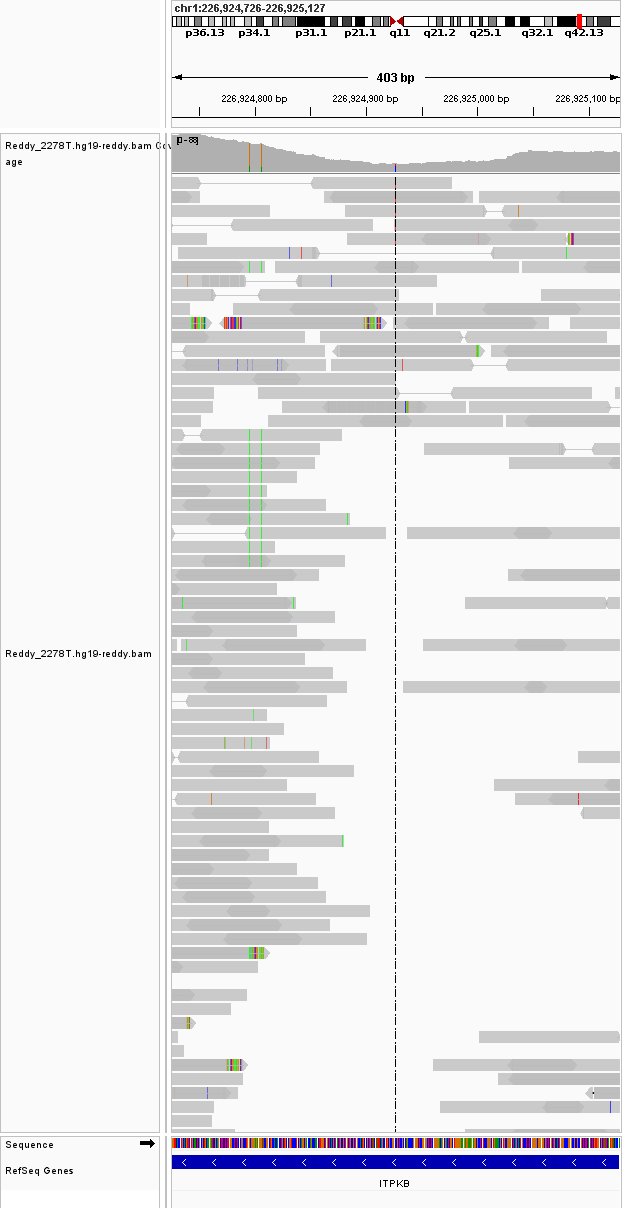 chr1:226,924,726-226,925,127
p36.13 p34.1 p31.1 p21.1 q11 q21.2 q25.1 q32.1 q42.13
403 bp
226,924,800 bp 226,924,900 bp 226,925,000 bp 226,925,100 bp
Reddy_2278T.hg19-reddy.bam Cov
age
Reddy_2278T.hg19-reddy.bam
Sequence
RefSeq Genes
ITPKB